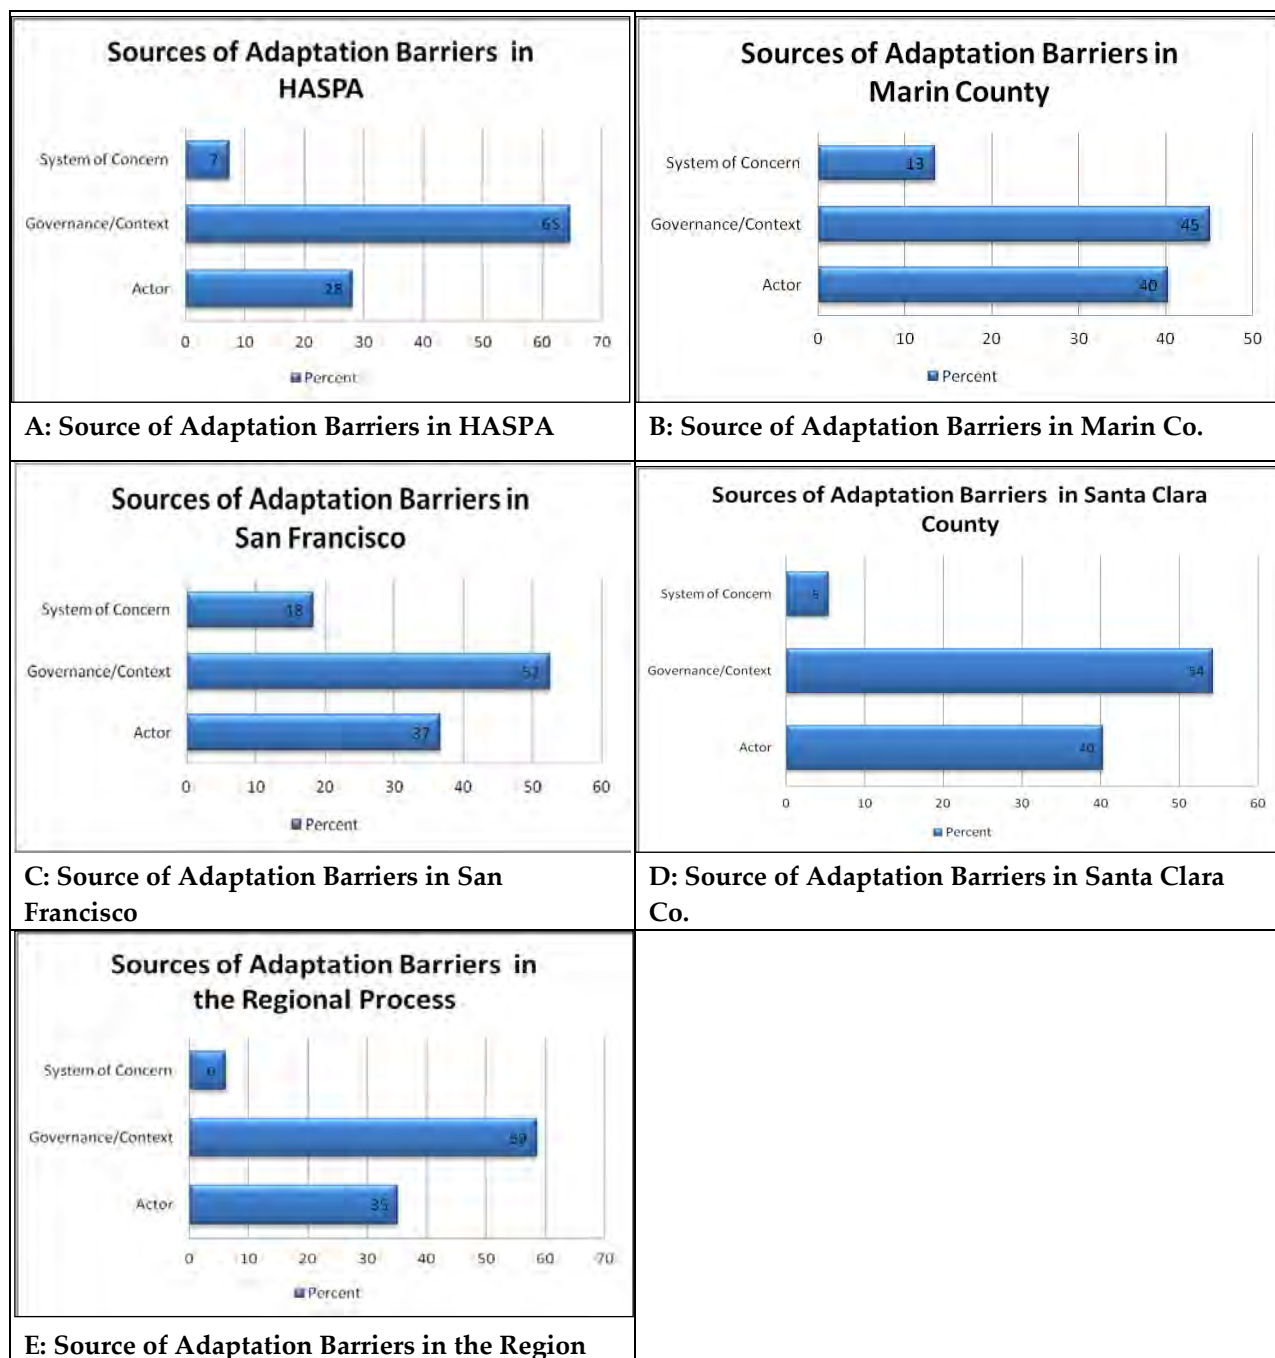 Sources of Adaptation Barriers in
HASPA
System of Concern
7
Governance/Context
65
Actor
28
0 10 20 30 40 50 60 70
Percent
A: Source of Adaptation Barriers in HASPA
Sources of Adaptation Barriers in
Marin County
System of Concern
13
Governance/Context
45
Actor
40
0 10 20 30 40 50
Percent
B: Source of Adaptation Barriers in Marin Co.
Sources of Adaptation Barriers in
San Francisco
System of Concern
18
Governance/Context
52
Actor
37
0 10 20 30 40 50 60
Percent
C: Source of Adaptation Barriers in San
Francisco
Sources of Adaptation Barriers in Santa Clara
County
System of Concern
5
Governance/Context
54
Actor
40
0 10 20 30 40 50 60
Percent
D: Source of Adaptation Barriers in Santa Clara
Co.
Sources of Adaptation Barriers in
the Regional Process
System of Concern
6
Governance/Context
59
Actor
35
0 10 20 30 40 50 60 70
Percent
E: Source of Adaptation Barriers in the Region